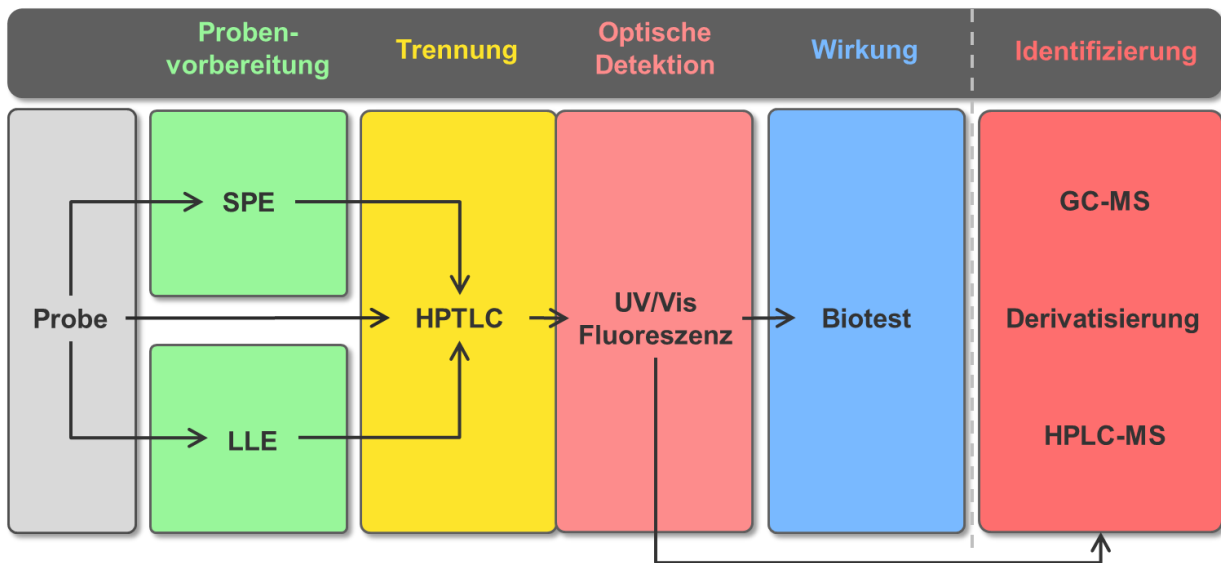 Proben-
vorbereitung
Trennung
Optische
Detektion
Wirkung
Identifizierung
SPE
GC-MS
Probe
HPTLC
UV/Vis
Fluoreszenz
Biotest
Derivatisierung
LLE
HPLC-MS